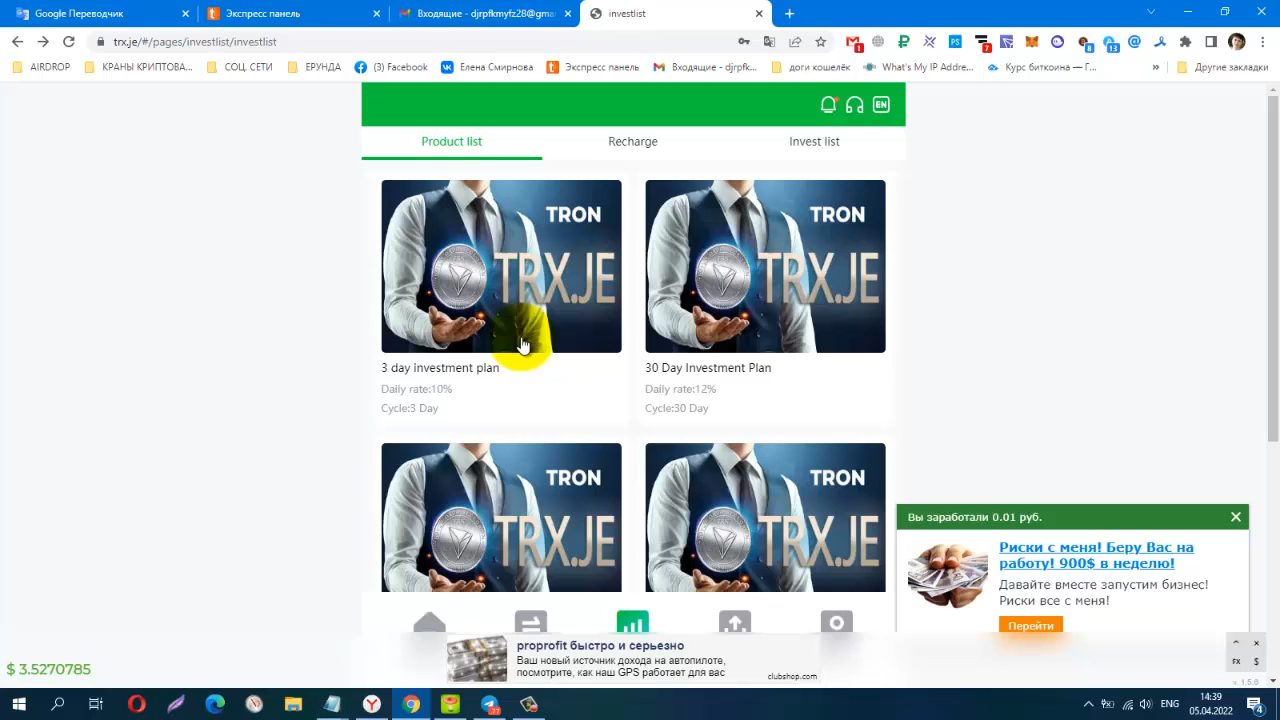 Google Переводчик
Экспресс панель
Входящие - djrpfkmyfz28@gma
investlist
trx.je/#/pages/investlist/investlist
AIRDROP
КРАНЫ КРИПТОВА...
СОЦ. СЕТИ
ЕРУНДА
(3) Facebook
Елена Смирнова
Экспресс панель
Входящие - djrpfk...
доги кошелёк
What's My IP Addre...
Курс биткоина — Г...
»
Другие закладки
EN
Product list
Recharge
Invest list
TRON
TRX.JE
TRON
TRX.JE
3 day investment plan
Daily rate:10%
Cycle:3 Day
30 Day Investment Plan
Daily rate:12%
Cycle:30 Day
TRON
TRX.JE
TRON
TRX.JE
Вы заработали 0.01 руб.
Риски с меня! Беру Вас на
работу! 900$ в неделю!
Давайте вместе запустим бизнес!
Риски все с меня!
Перейти
proprofit быстро и серьезно
Ваш новый источник дохода на автопилоте,
посмотрите, как наш GPS работает для вас
clubshop.com
$ 3.5270785
FX $
v. 1.5.8
ENG
14:39
05.04.2022